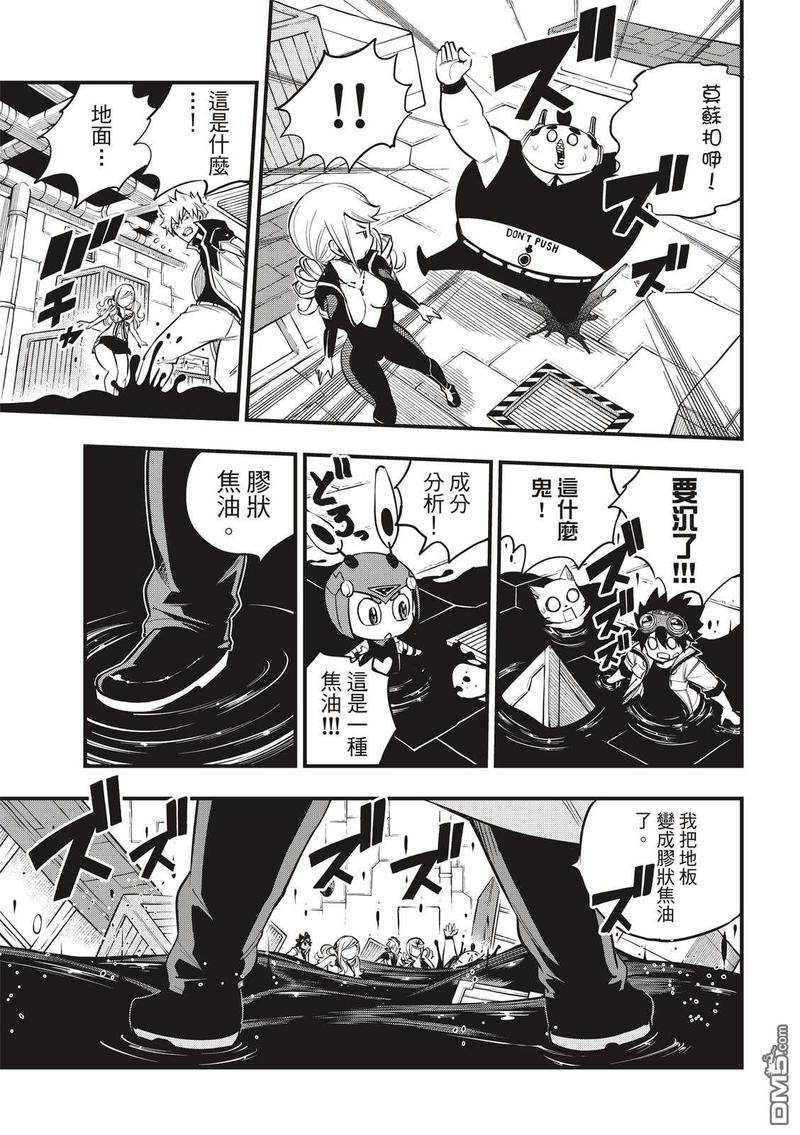 莫蘇扣咿！
ズズ
!!
DON'T PUSH
ズズ
這是什麼
…！
地面…
ズキャ
要沉了!!!
這什麼
鬼！
ズズズ
成分
分析！
どろっ
這是一種
焦油!!!
膠狀
焦油。
我把地板
變成膠狀焦油
了。
ズズズズズ
DM5.com